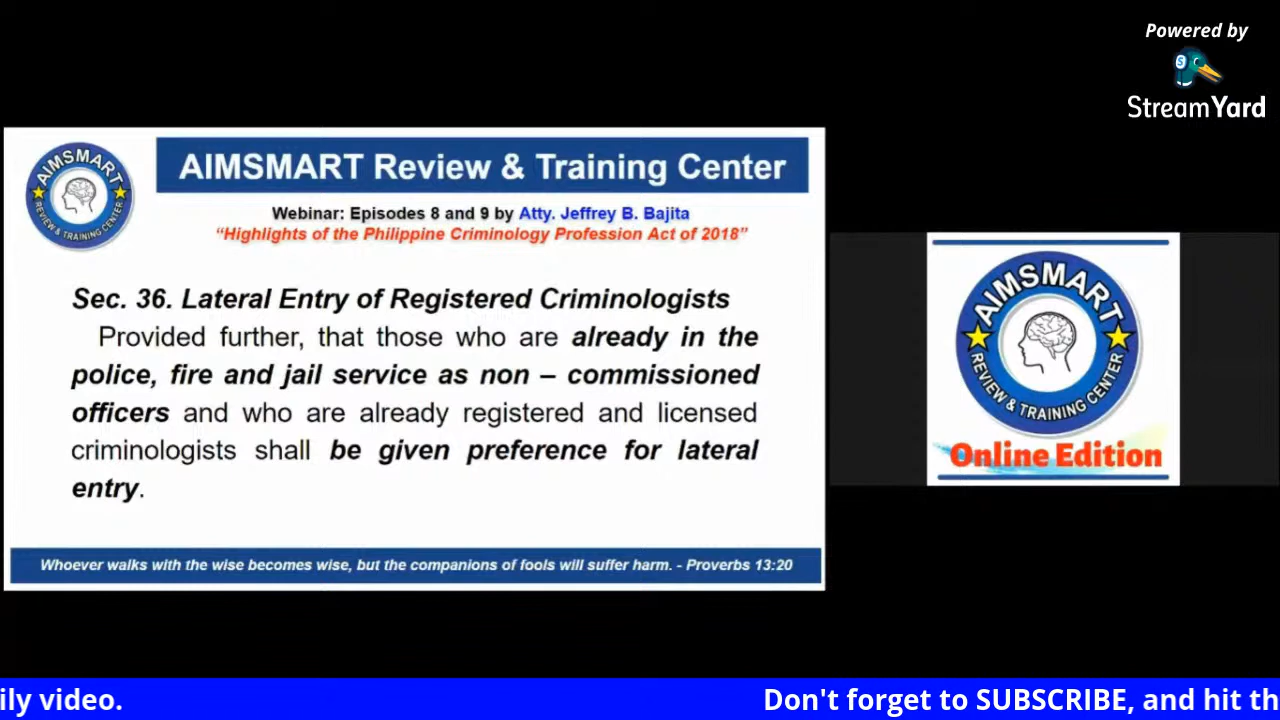 Powered by
StreamYard
AIMSMART
REVIEW & TRAINING CENTER
AIMSMART Review & Training Center
Webinar: Episodes 8 and 9 by Atty. Jeffrey B. Bajita
“Highlights of the Philippine Criminology Profession Act of 2018”
Sec. 36. Lateral Entry of Registered Criminologists
Provided further, that those who are already in the
police, fire and jail service as non – commissioned
officers and who are already registered and licensed
criminologists shall be given preference for lateral
entry.
Whoever walks with the wise becomes wise, but the companions of fools will suffer harm. - Proverbs 13:20
AIMSMART
REVIEW & TRAINING CENTER
Online Edition
ily video.
Don't forget to SUBSCRIBE, and hit th